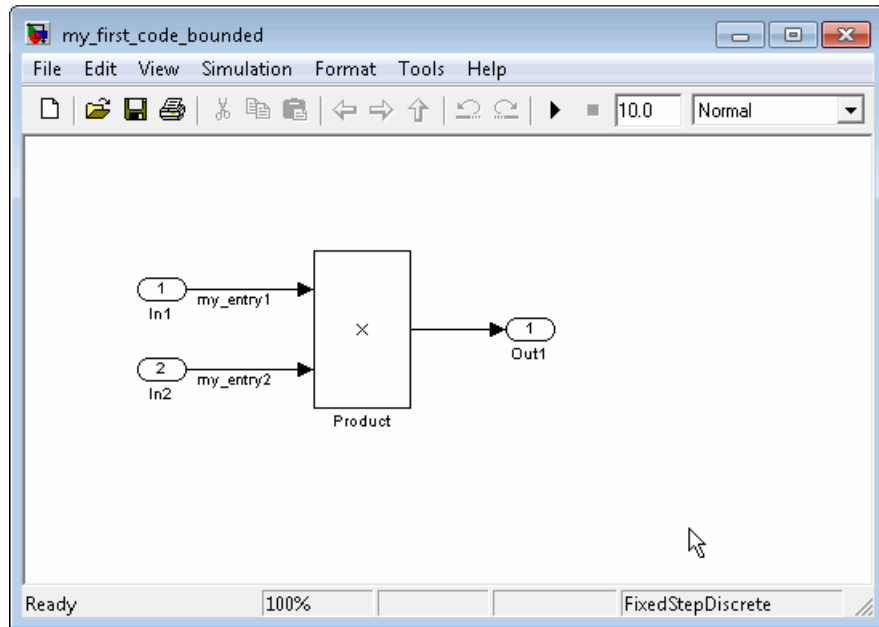 my_first_code_bounded
File Edit View Simulation Format Tools Help
10.0 Normal
1
my_entry1
In1
×
1
Out1
2
my_entry2
In2
Product
Ready 100% FixedStepDiscrete